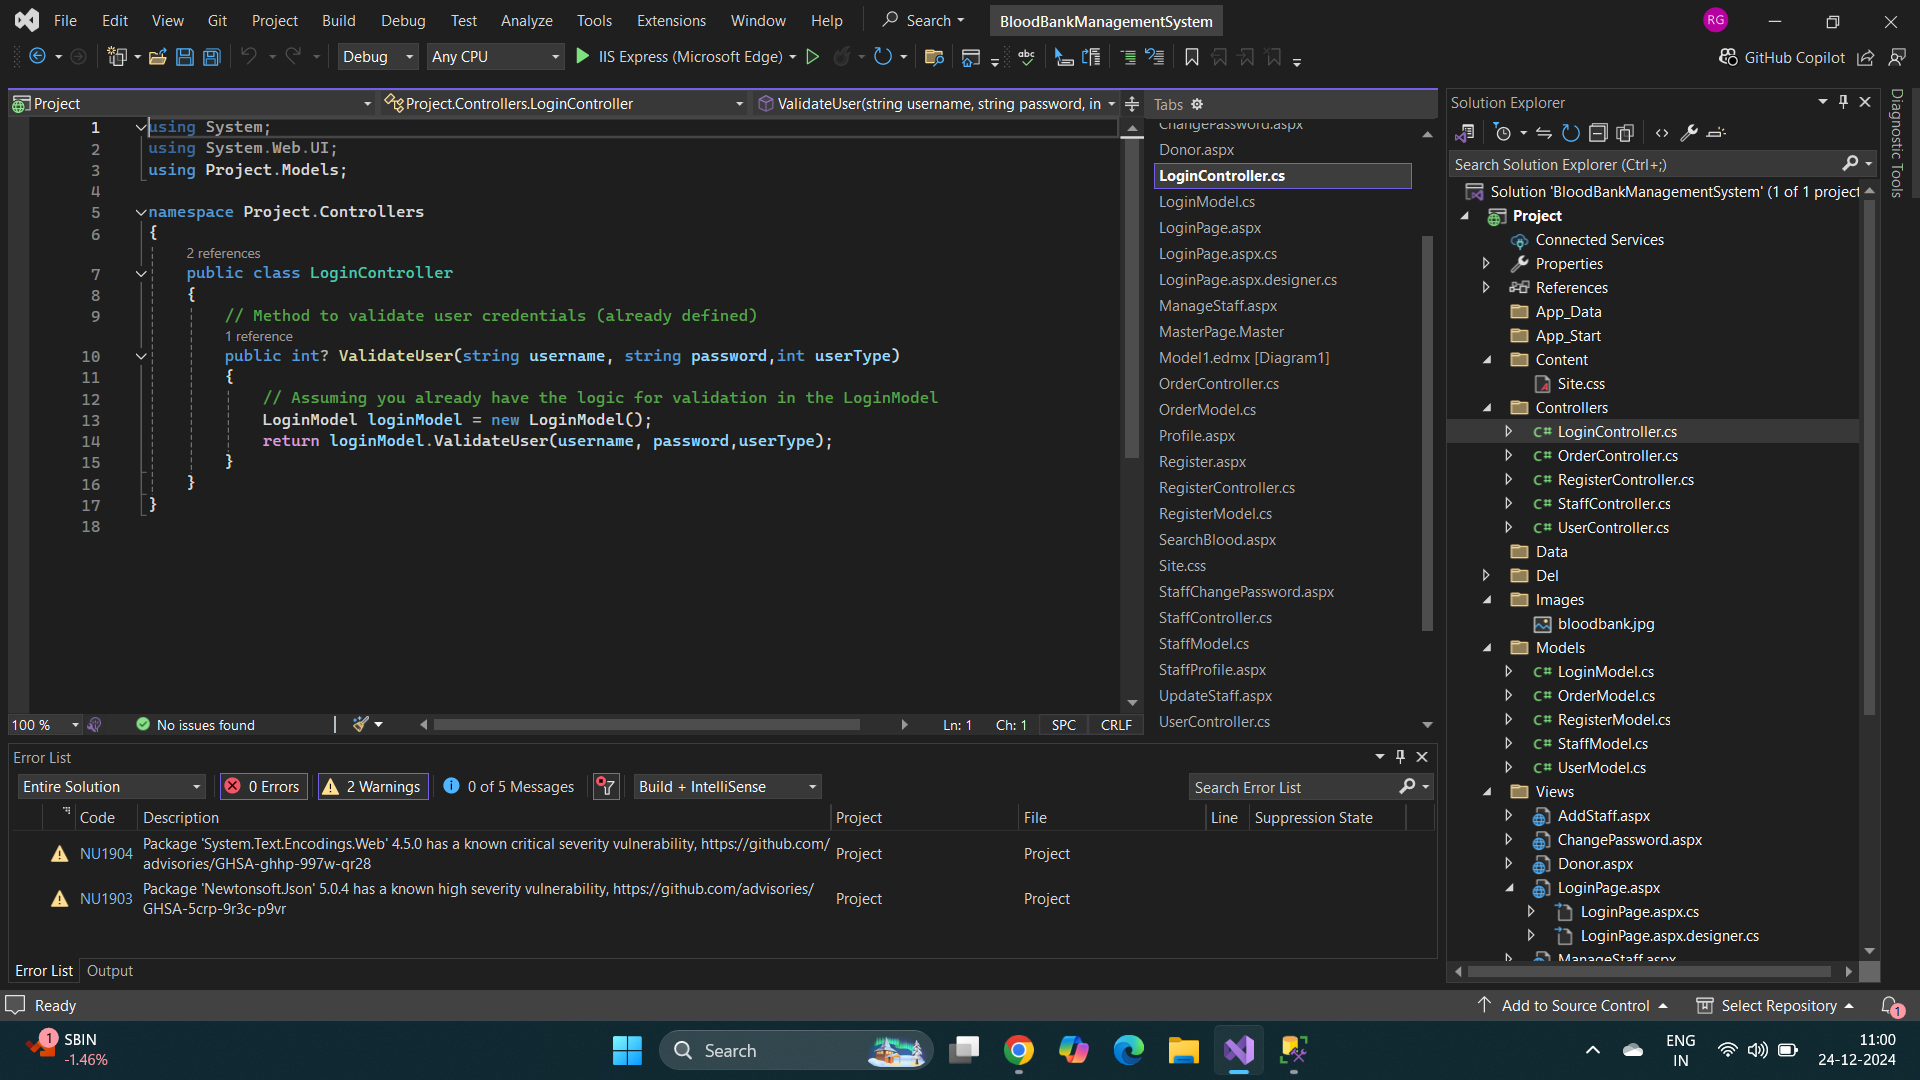 File Edit View Git Project Build Debug Test Analyze Tools Extensions Window Help Search BloodBankManagementSystem RG
Debug Any CPU IIS Express (Microsoft Edge) abc GitHub Copilot
Project Project.Controllers.LoginController ValidateUser(string username, string password, in
1 using System;
2 using System.Web.UI;
3 using Project.Models;
4
5 namespace Project.Controllers
6 {
2 references
7 public class LoginController
8 {
9 // Method to validate user credentials (already defined)
1 reference
10 public int? ValidateUser(string username, string password,int userType)
11 {
12 // Assuming you already have the logic for validation in the LoginModel
13 LoginModel loginModel = new LoginModel();
14 return loginModel.ValidateUser(username, password,userType);
15 }
16 }
17 }
18
100 % No issues found Ln: 1 Ch: 1 SPC CRLF
Tabs
ChangePassword.aspx
Donor.aspx
LoginController.cs
LoginModel.cs
LoginPage.aspx
LoginPage.aspx.cs
LoginPage.aspx.designer.cs
ManageStaff.aspx
MasterPage.Master
Model1.edmx [Diagram1]
OrderController.cs
OrderModel.cs
Profile.aspx
Register.aspx
RegisterController.cs
RegisterModel.cs
SearchBlood.aspx
Site.css
StaffChangePassword.aspx
StaffController.cs
StaffModel.cs
StaffProfile.aspx
UpdateStaff.aspx
UserController.cs
Solution Explorer
Search Solution Explorer (Ctrl+;)
Solution 'BloodBankManagementSystem' (1 of 1 project
Project
Connected Services
Properties
References
App_Data
App_Start
Content
Site.css
Controllers
C# LoginController.cs
C# OrderController.cs
C# RegisterController.cs
C# StaffController.cs
C# UserController.cs
Data
Del
Images
bloodbank.jpg
Models
C# LoginModel.cs
C# OrderModel.cs
C# RegisterModel.cs
C# StaffModel.cs
C# UserModel.cs
Views
AddStaff.aspx
ChangePassword.aspx
Donor.aspx
LoginPage.aspx
LoginPage.aspx.cs
LoginPage.aspx.designer.cs
ManageStaff.aspx
Diagnostic Tools
Error List
Entire Solution 0 Errors 2 Warnings 0 of 5 Messages Build + IntelliSense Search Error List
Code Description Project File Line Suppression State
NU1904 Package 'System.Text.Encodings.Web' 4.5.0 has a known critical severity vulnerability, https://github.com/ Project Project
advisories/GHSA-ghhp-997w-qr28
NU1903 Package 'Newtonsoft.Json' 5.0.4 has a known high severity vulnerability, https://github.com/advisories/ Project Project
GHSA-5crp-9r3c-p9vr
Error List Output
Ready Add to Source Control Select Repository 1
1 SBIN
-1.46%
Search
ENG
IN
11:00
24-12-2024